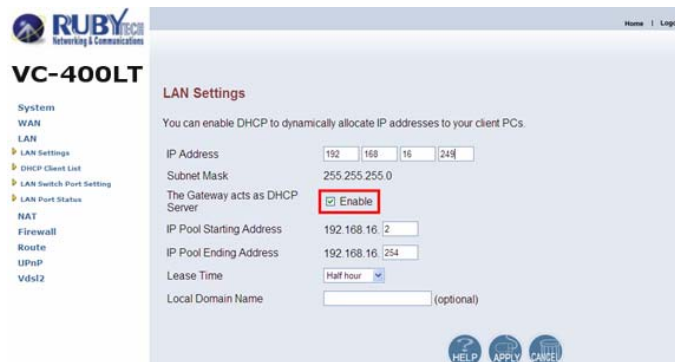 RUBYTECH
Networking & Communications
Home | Logo
VC-400LT
System
WAN
LAN
LAN Settings
DHCP Client List
LAN Switch Port Setting
LAN Port Status
NAT
Firewall
Route
UPnP
Vdsl2
LAN Settings
You can enable DHCP to dynamically allocate IP addresses to your client PCs.
IP Address 192 168 16 249
Subnet Mask 255.255.255.0
The Gateway acts as DHCP Server Enable
IP Pool Starting Address 192.168.16. 2
IP Pool Ending Address 192.168.16. 254
Lease Time Half hour
Local Domain Name (optional)
? HELP APPLY CANCEL